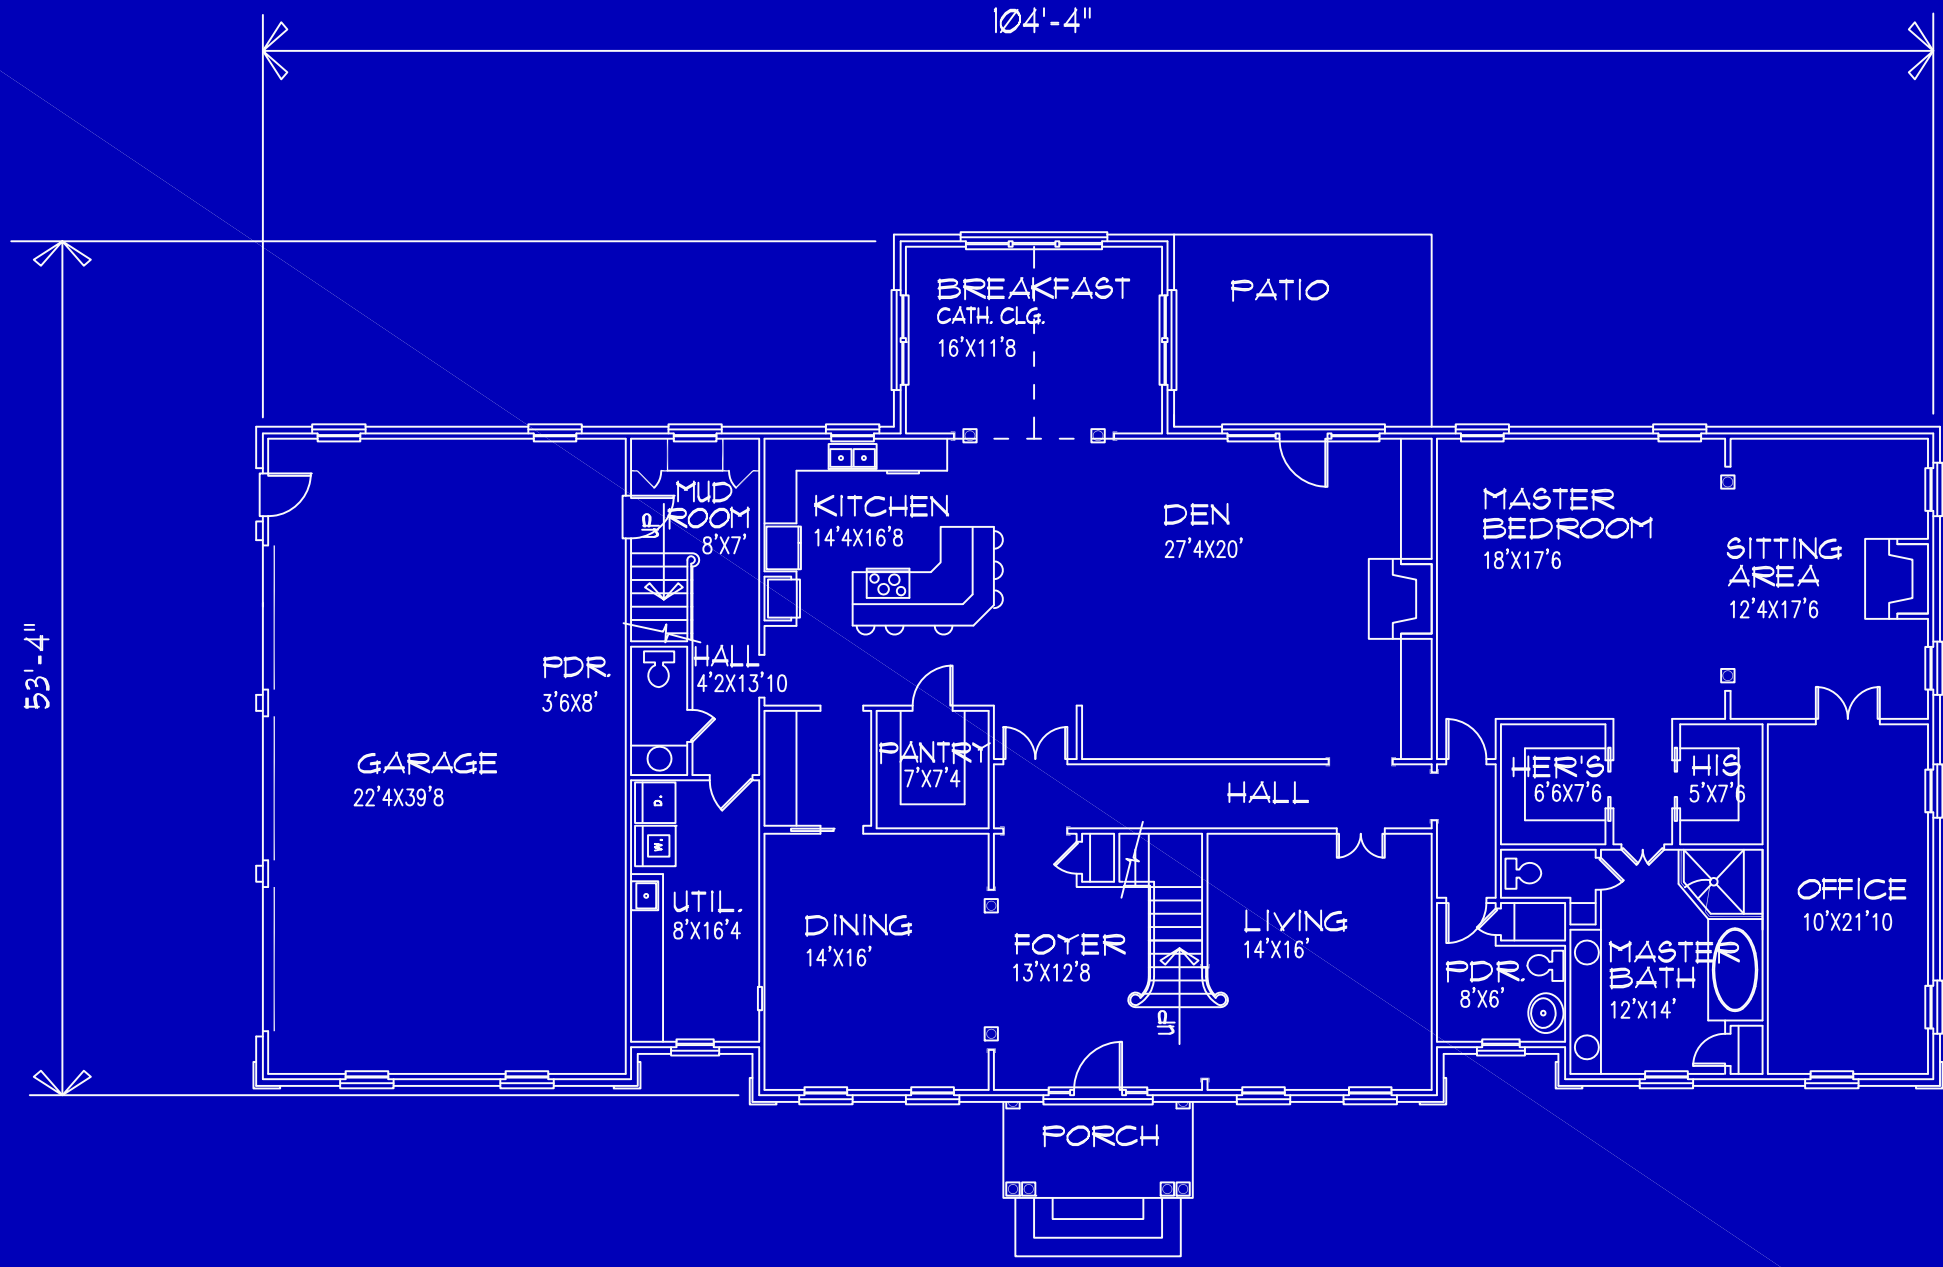 104'-4"
53'-4"
BREAKFAST
CATH. CLG.
16'X11'8
PATIO
MUD
ROOM
8'X7'
UP
KITCHEN
14'4X16'8
DEN
27'4X20'
MASTER
BEDROOM
18'X17'6
SITTING
AREA
12'4X17'6
PDR.
3'6X8'
HALL
4'2X13'10
GARAGE
22'4X39'8
PANTRY
7'X7'4
HALL
HER'S
6'6X7'6
HIS
5'X7'6
D.
W.
UTIL.
8'X16'4
DINING
14'X16'
FOYER
13'X12'8
UP
LIVING
14'X16'
PDR.
8'X6'
MASTER
BATH
12'X14'
OFFICE
10'X21'10
PORCH